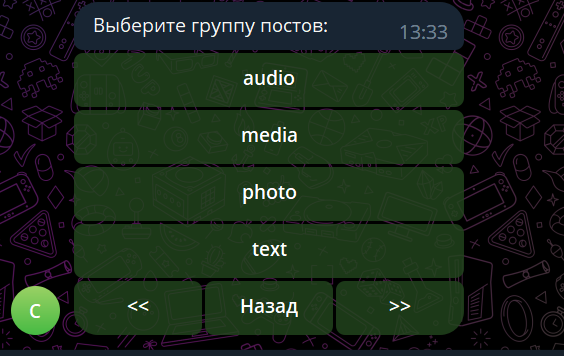 Выберите группу постов:
13:33
audio
media
photo
text
<< Назад >>
C